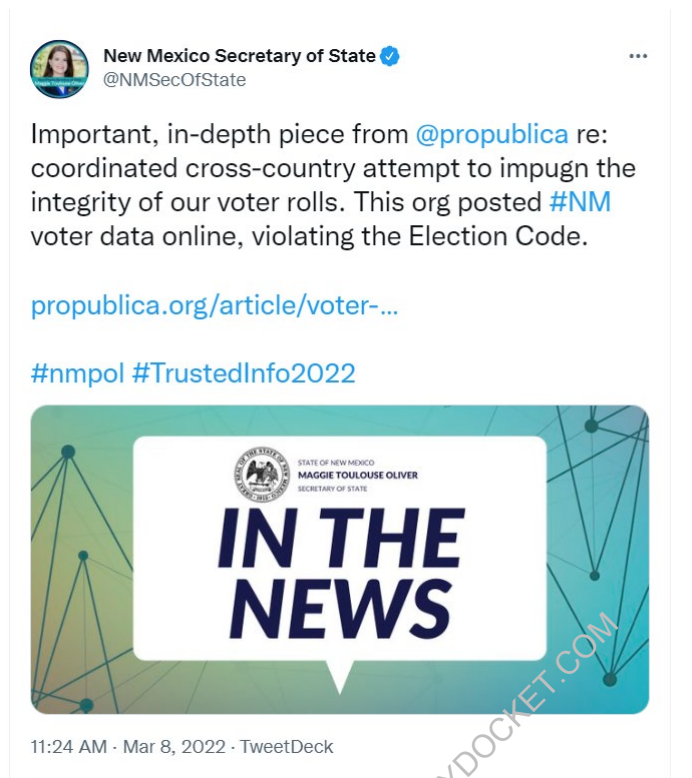 New Mexico Secretary of State
@NMSecOfState
Important, in-depth piece from @propublica re:
coordinated cross-country attempt to impugn the
integrity of our voter rolls. This org posted #NM
voter data online, violating the Election Code.
propublica.org/article/voter-...
#nmpol #TrustedInfo2022
STATE OF NEW MEXICO
MAGGIE TOULOUSE OLIVER
SECRETARY OF STATE
IN THE
NEWS
YDOCKET.COM
11:24 AM · Mar 8, 2022 · TweetDeck